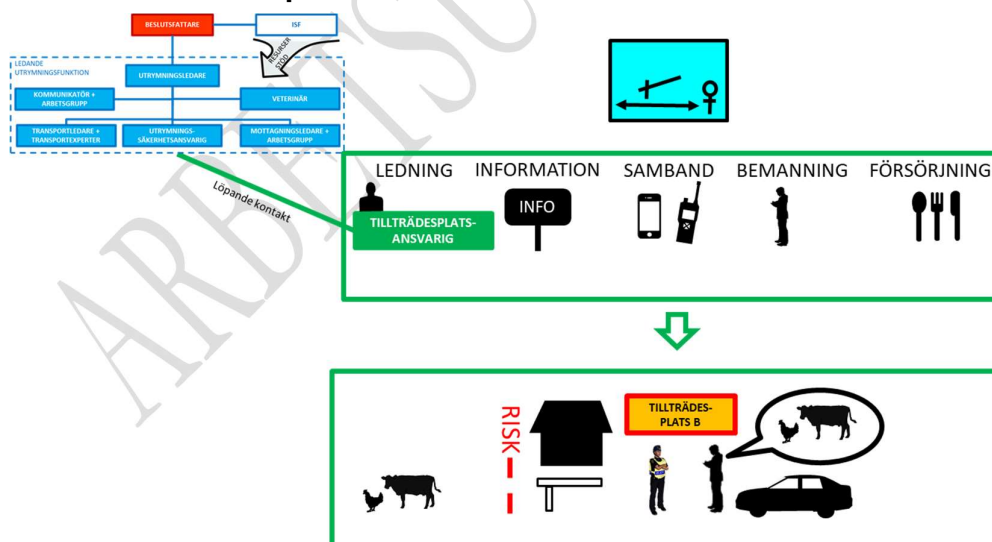 BESLUTSFATTARE
ISF
RESURSER
STÖD
LEDANDE
UTRYMNINGSFUNKTION
UTRYMNINGSLEDARE
KOMMUNIKATÖR +
ARBETSGRUPP
VETERINÄR
TRANSPORTLEDARE +
TRANSPORTEXPERTER
UTRYMNINGS-
SÄKERHETSANSVARIG
MOTTAGNINGSLEDARE +
ARBETSGRUPP
Löpande kontakt
LEDNING
INFORMATION
SAMBAND
BEMANNING
FÖRSÖRJNING
TILLTRÄDESPLATS-
ANSVARIG
INFO
RISK
TILLTRÄDES-
PLATS B
ARBETS